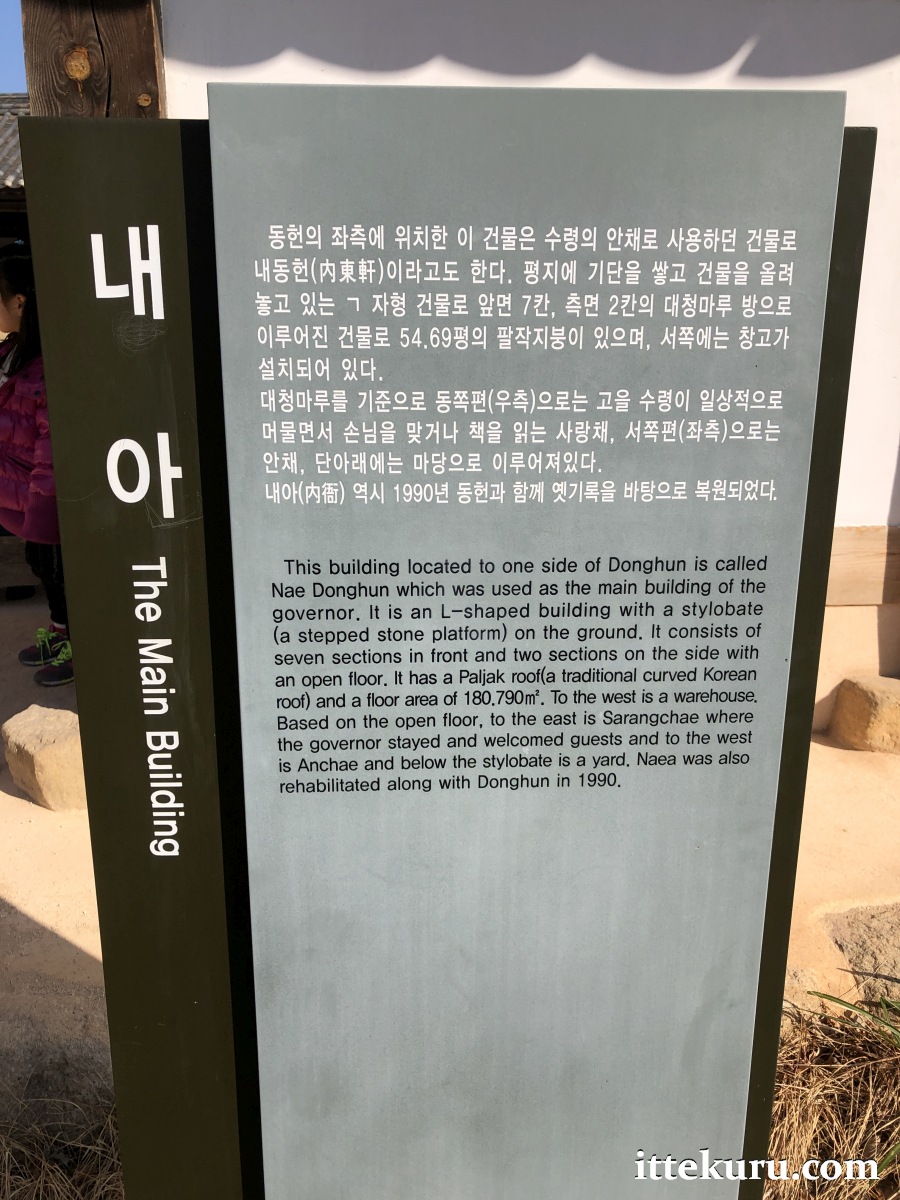 내아
The Main Building
동헌의 좌측에 위치한 이 건물은 수령의 안채로 사용하던 건물로
내동헌(内東軒)이라고도 한다. 평지에 기단을 쌓고 건물을 올려
놓고 있는 ㄱ 자형 건물로 앞면 7칸, 측면 2칸의 대청마루 방으로
이루어진 건물로 54.69평의 팔작지붕이 있으며, 서쪽에는 창고가
설치되어 있다.
대청마루를 기준으로 동쪽편(우측)으로는 고을 수령이 일상적으로
머물면서 손님을 맞거나 책을 읽는 사랑채, 서쪽편(좌측)으로는
안채, 단아래에는 마당으로 이루어져있다.
내아(内衙) 역시 1990년 동헌과 함께 옛기록을 바탕으로 복원되었다.
This building located to one side of Donghun is called
Nae Donghun which was used as the main building of the
governor. It is an L-shaped building with a stylobate
(a stepped stone platform) on the ground. It consists of
seven sections in front and two sections on the side with
an open floor. It has a Paljak roof(a traditional curved Korean
roof) and a floor area of 180.790㎡. To the west is a warehouse.
Based on the open floor, to the east is Sarangchae where
the governor stayed and welcomed guests and to the west
is Anchae and below the stylobate is a yard. Naea was also
rehabilitated along with Donghun in 1990.
ittekuru.com